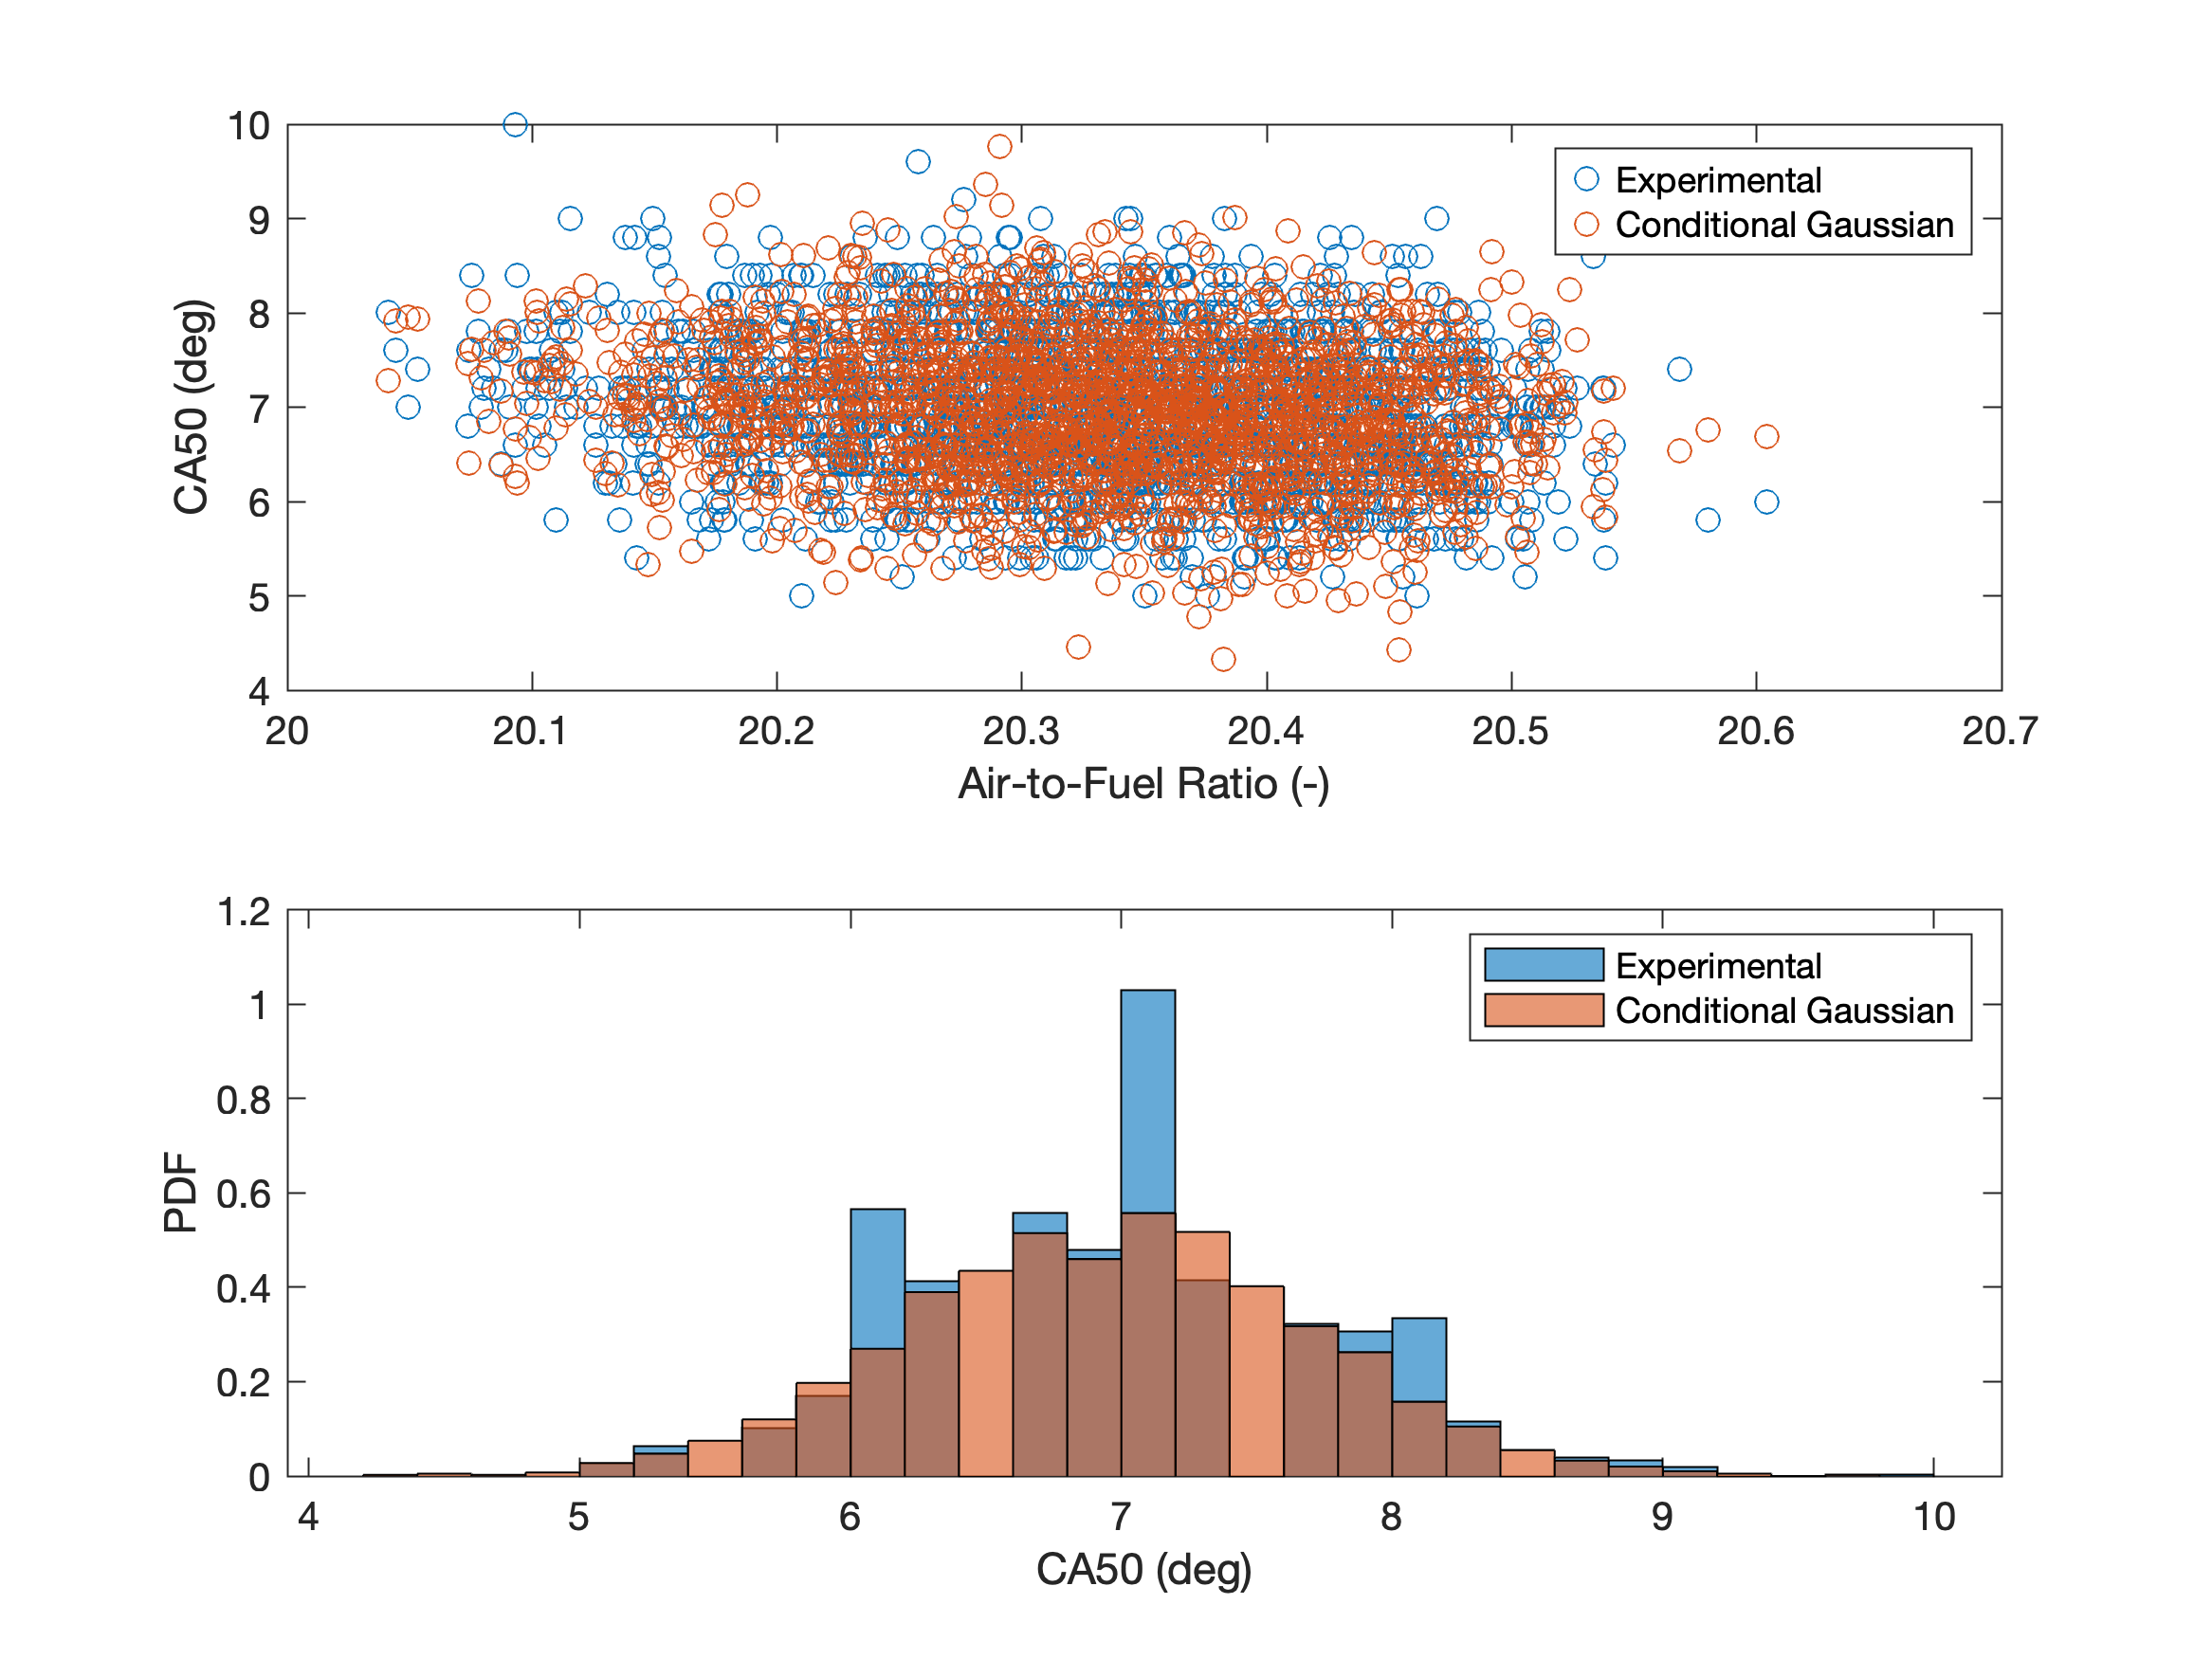 10
9
8
7
6
5
4
CA50 (deg)
Experimental
Conditional Gaussian
20 20.1 20.2 20.3 20.4 20.5 20.6 20.7
Air-to-Fuel Ratio (-)
1.2
1
0.8
0.6
0.4
0.2
0
PDF
Experimental
Conditional Gaussian
4 5 6 7 8 9 10
CA50 (deg)